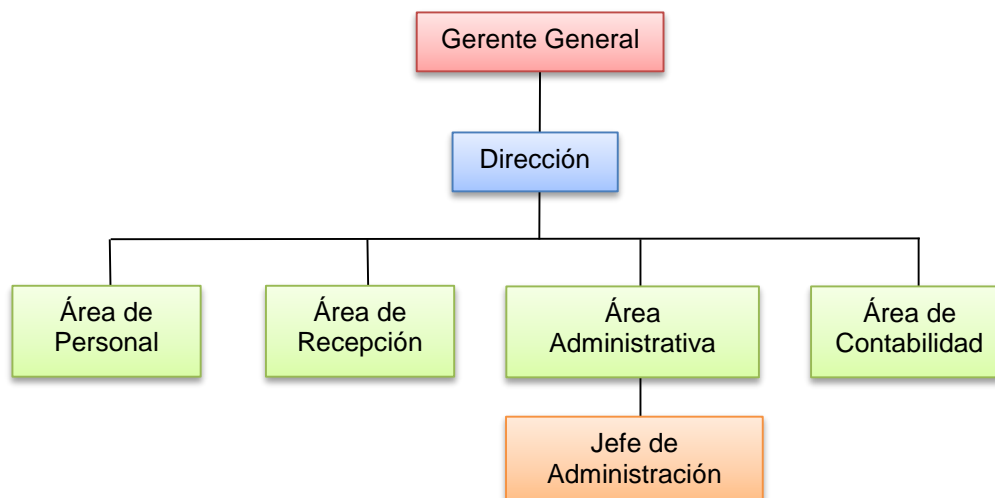 Gerente General
Dirección
Área de
Personal
Área de
Recepción
Área
Administrativa
Área de
Contabilidad
Jefe de
Administración